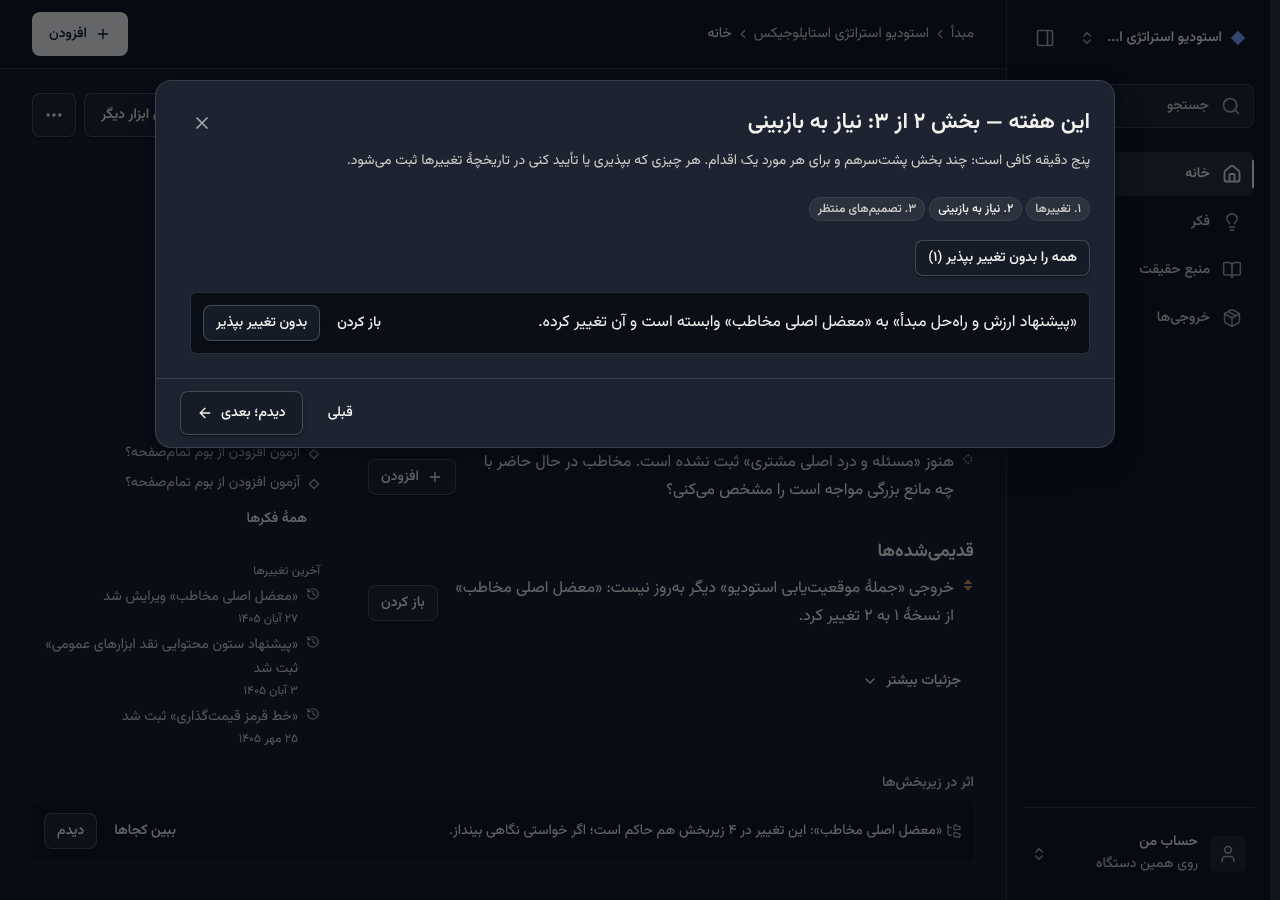 استودیو استراتژی ا...
جستجو
خانه
فکر
منبع حقیقت
خروجی‌ها
حساب من
روی همین دستگاه
مبدأ › استودیو استراتژی استایلوجیکس › خانه
افزودن
ابزار دیگر
این هفته — بخش ۲ از ۳: نیاز به بازبینی
پنج دقیقه کافی است: چند بخش پشت‌سرهم و برای هر مورد یک اقدام. هر چیزی که بپذیری یا تأیید کنی در تاریخچهٔ تغییرها ثبت می‌شود.
۱. تغییرها
۲. نیاز به بازبینی
۳. تصمیم‌های منتظر
همه را بدون تغییر بپذیر (۱)
«پیشنهاد ارزش و راه‌حل مبدأ» به «معضل اصلی مخاطب» وابسته است و آن تغییر کرده.
باز کردن
بدون تغییر بپذیر
قبلی
دیدم؛ بعدی
هنوز «مسئله و درد اصلی مشتری» ثبت نشده است. مخاطب در حال حاضر با
چه مانع بزرگی مواجه است را مشخص می‌کنی؟
افزودن
قدیمی‌شده‌ها
خروجی «جملهٔ موقعیت‌یابی استودیو» دیگر به‌روز نیست: «معضل اصلی مخاطب»
از نسخهٔ ۱ به ۲ تغییر کرد.
باز کردن
جزئیات بیشتر
آزمون افزودن از بوم تمام‌صفحه؟
آزمون افزودن از بوم تمام‌صفحه؟
همهٔ فکرها
آخرین تغییرها
«معضل اصلی مخاطب» ویرایش شد
۲۷ آبان ۱۴۰۵
«پیشنهاد ستون محتوایی نقد ابزارهای عمومی»
ثبت شد
۳ آبان ۱۴۰۵
«خط قرمز قیمت‌گذاری» ثبت شد
۲۵ مهر ۱۴۰۵
اثر در زیربخش‌ها
«معضل اصلی مخاطب»: این تغییر در ۴ زیربخش هم حاکم است؛ اگر خواستی نگاهی بینداز.
ببین کجاها
دیدم